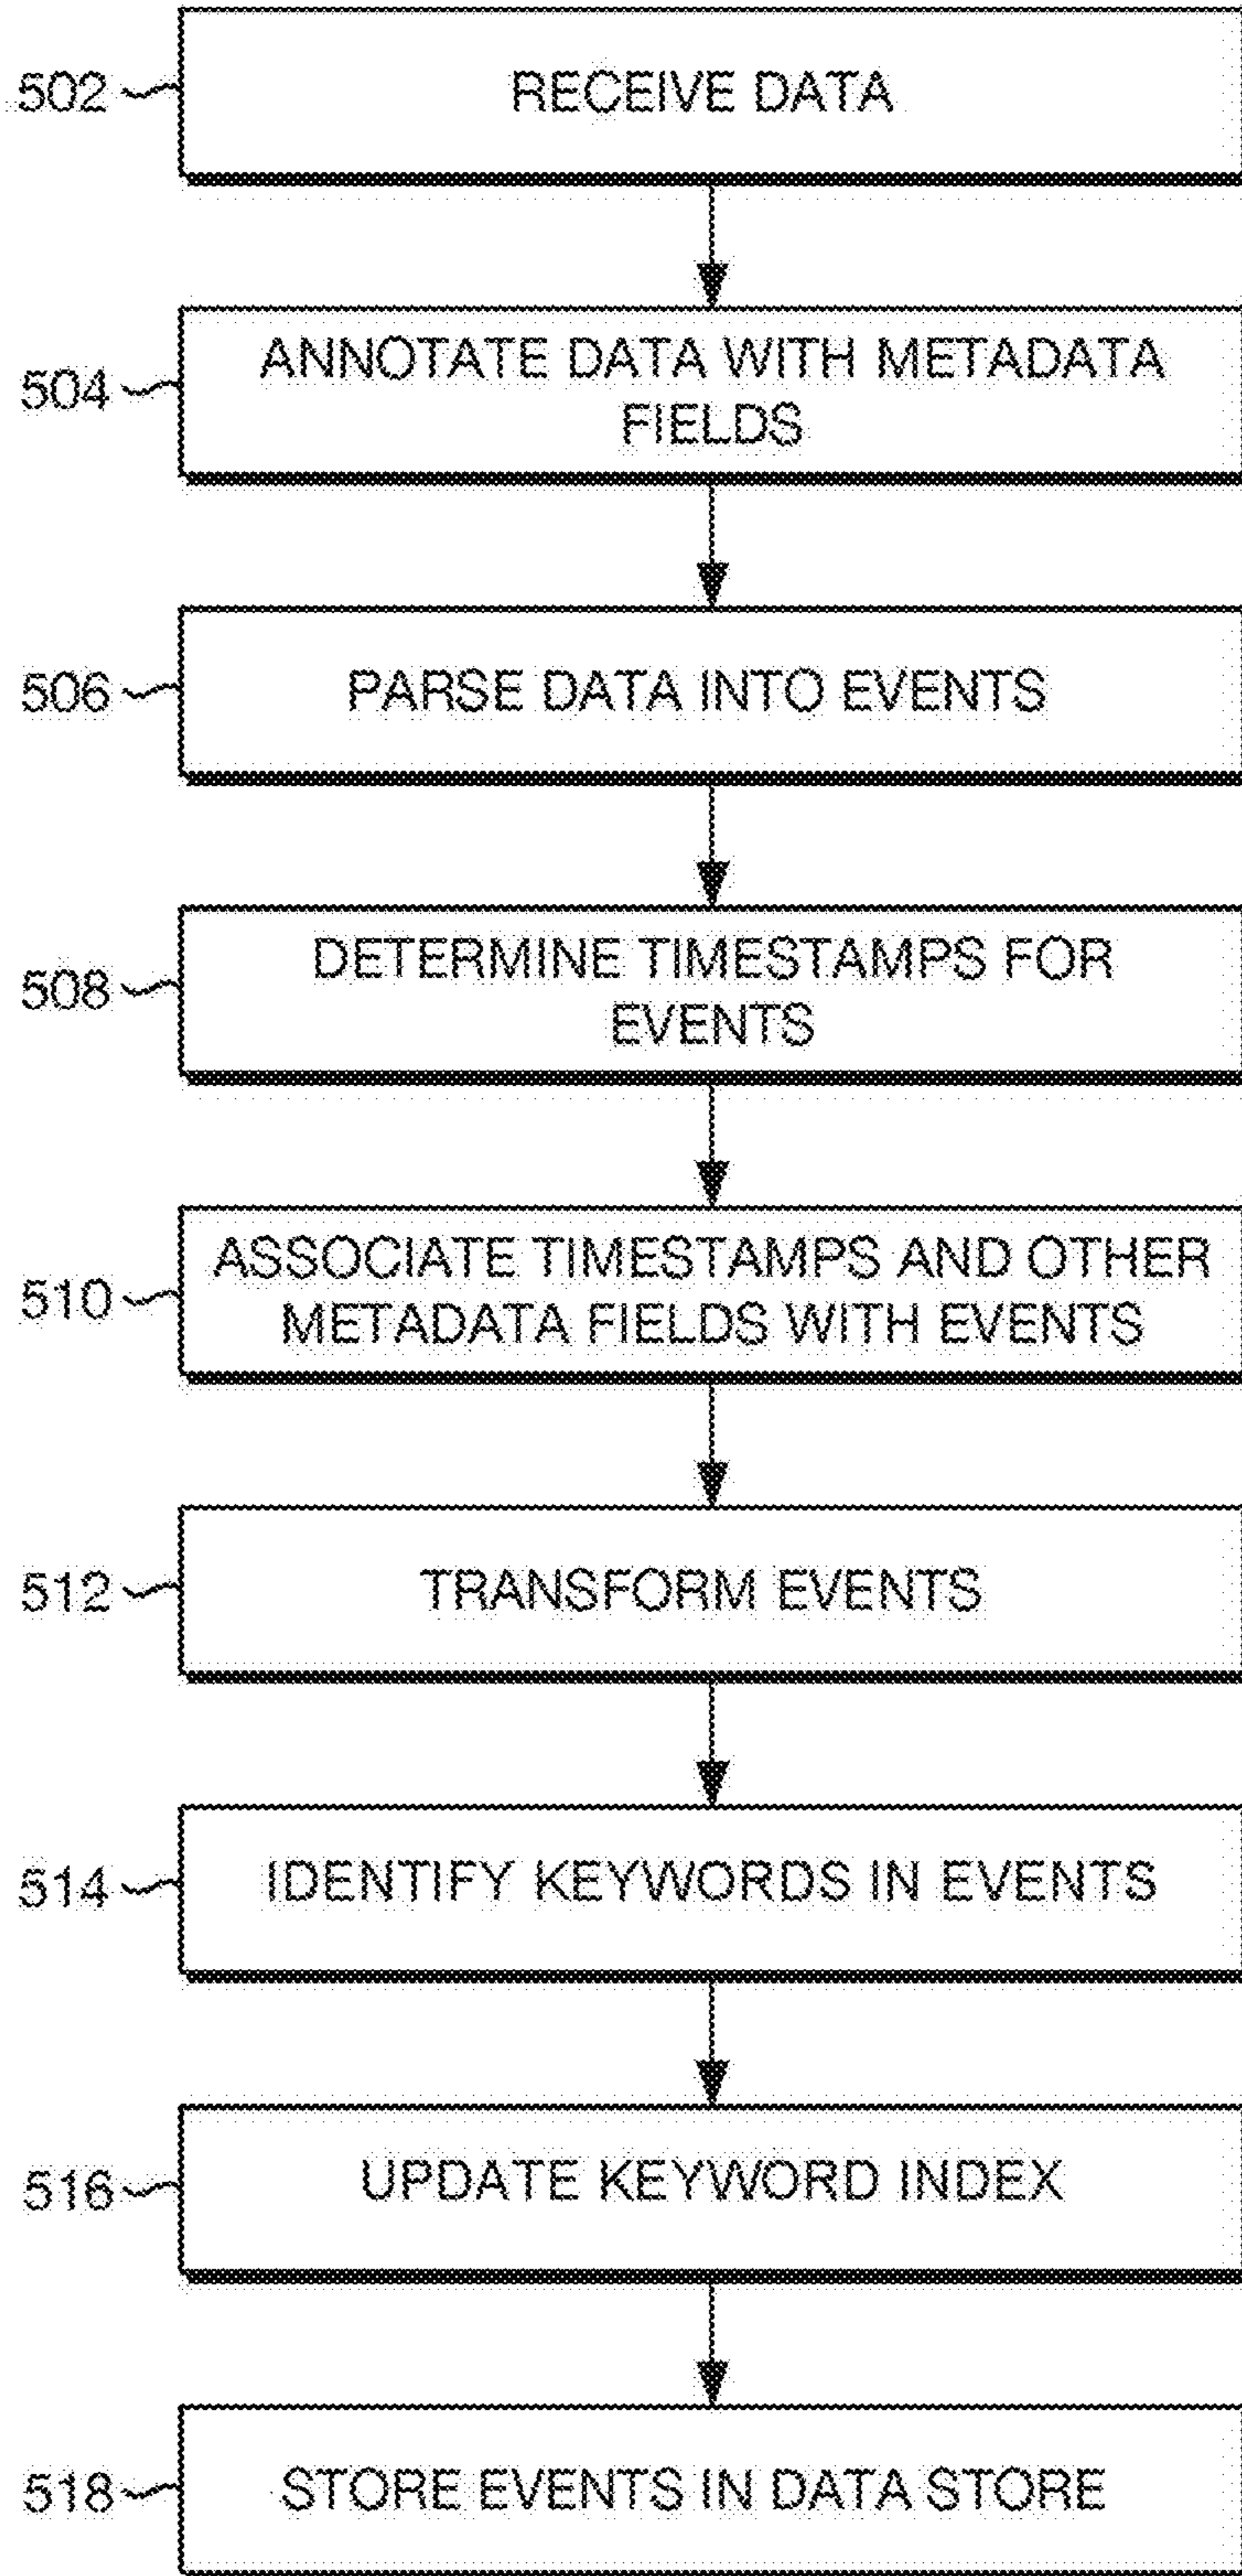 502
RECEIVE DATA
504
ANNOTATE DATA WITH METADATA
FIELDS
506
PARSE DATA INTO EVENTS
508
DETERMINE TIMESTAMPS FOR
EVENTS
510
ASSOCIATE TIMESTAMPS AND OTHER
METADATA FIELDS WITH EVENTS
512
TRANSFORM EVENTS
514
IDENTIFY KEYWORDS IN EVENTS
516
UPDATE KEYWORD INDEX
518
STORE EVENTS IN DATA STORE